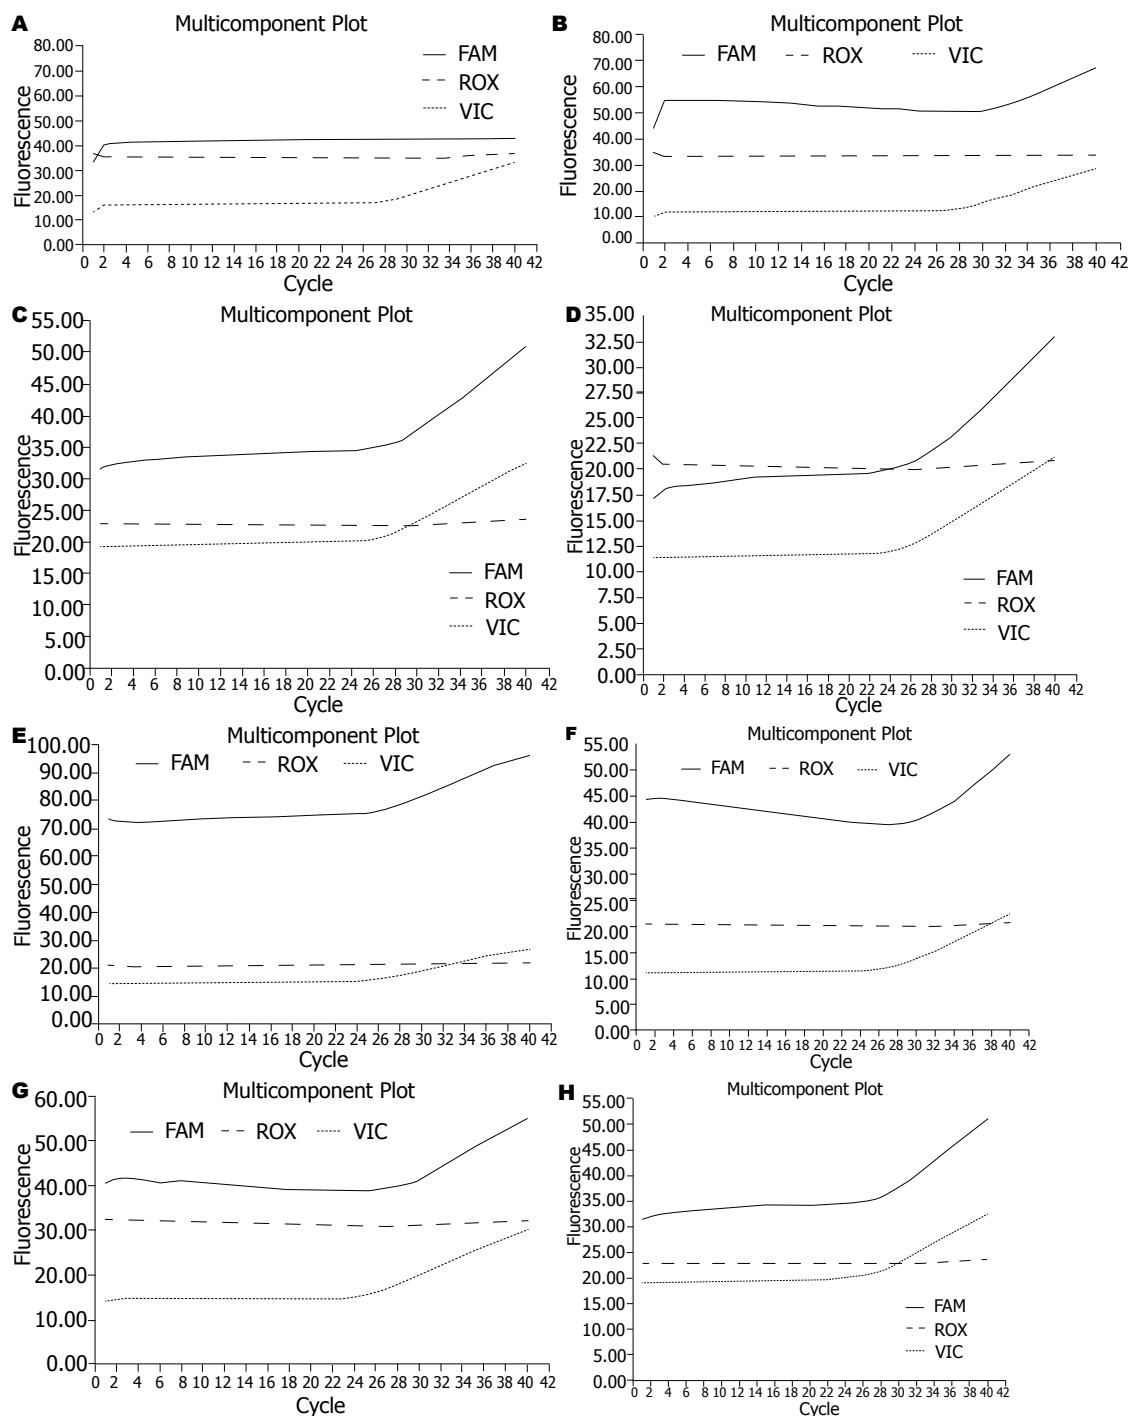 A
Multicomponent Plot
80.00
70.00
60.00
50.00
40.00
30.00
20.00
10.00
0.00
Fluorescence
FAM
ROX
VIC
0 2 4 6 8 10 12 14 16 18 20 22 24 26 28 30 32 34 36 38 40 42
Cycle
B
Multicomponent Plot
80.00
70.00
60.00
50.00
40.00
30.00
20.00
10.00
0.00
Fluorescence
FAM ROX VIC
0 2 4 6 8 10 12 14 16 18 20 22 24 26 28 30 32 34 36 38 40 42
Cycle
C
Multicomponent Plot
55.00
50.00
45.00
40.00
35.00
30.00
25.00
20.00
15.00
10.00
5.00
0.00
Fluorescence
FAM
ROX
VIC
0 2 4 6 8 10 12 14 16 18 20 22 24 26 28 30 32 34 36 38 40 42
Cycle
D
Multicomponent Plot
35.00
32.50
30.00
27.50
25.00
22.50
20.00
17.50
15.00
12.50
10.00
7.50
5.00
2.50
0.00
Fluorescence
FAM
ROX
VIC
0 2 4 6 8 10 12 14 16 18 20 22 24 26 28 30 32 34 36 38 40 42
Cycle
E
Multicomponent Plot
100.00
90.00
80.00
70.00
60.00
50.00
40.00
30.00
20.00
10.00
0.00
Fluorescence
FAM ROX VIC
0 2 4 6 8 10 12 14 16 18 20 22 24 26 28 30 32 34 36 38 40 42
Cycle
F
Multicomponent Plot
55.00
50.00
45.00
40.00
35.00
30.00
25.00
20.00
15.00
10.00
5.00
0.00
Fluorescence
FAM ROX VIC
0 2 4 6 8 10 12 14 16 18 20 22 24 26 28 30 32 34 36 38 40 42
Cycle
G
Multicomponent Plot
60.00
50.00
40.00
30.00
20.00
10.00
0.00
Fluorescence
FAM ROX VIC
0 2 4 6 8 10 12 14 16 18 20 22 24 26 28 30 32 34 36 38 40 42
Cycle
H
Multicomponent Plot
55.00
50.00
45.00
40.00
35.00
30.00
25.00
20.00
15.00
10.00
5.00
0.00
Fluorescence
FAM
ROX
VIC
0 2 4 6 8 10 12 14 16 18 20 22 24 26 28 30 32 34 36 38 40 42
Cycle